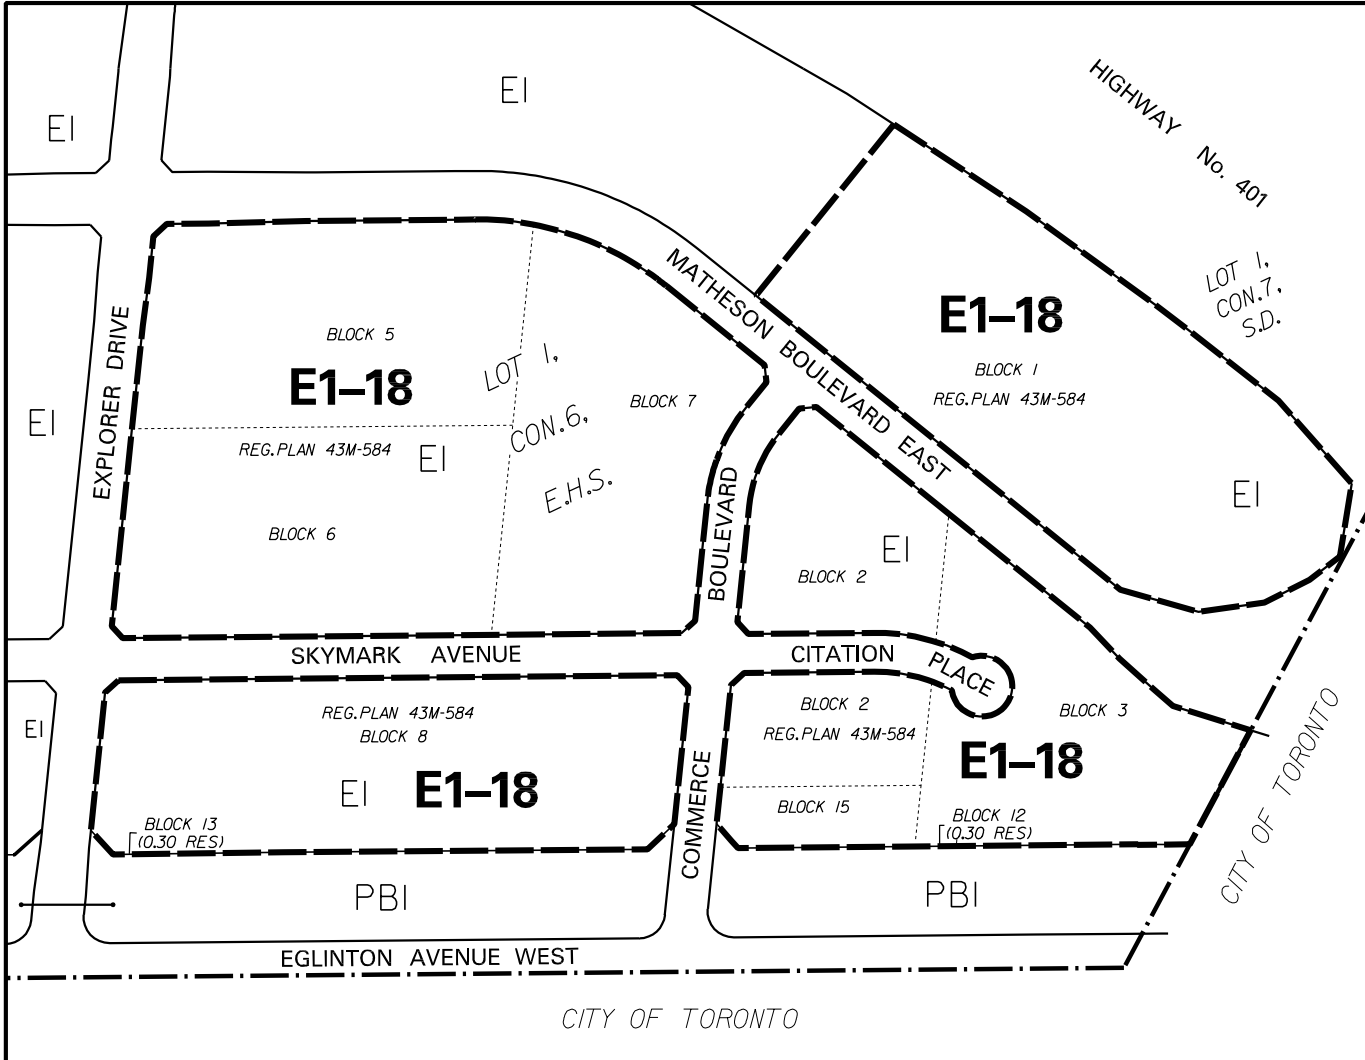 EI
EI
HIGHWAY No. 401
LOT 1,
CON.7,
S.D.
MATHESON BOULEVARD EAST
E1–18
BLOCK 1
REG.PLAN 43M-584
EI
EXPLORER DRIVE
BLOCK 5
E1–18
LOT 1,
CON.6,
E.H.S.
BLOCK 7
EI
REG.PLAN 43M-584
EI
BLOCK 6
BOULEVARD
EI
BLOCK 2
SKYMARK AVENUE
CITATION PLACE
EI
REG.PLAN 43M-584
BLOCK 8
EI
E1–18
BLOCK 13
(0.30 RES)
COMMERCE
BLOCK 2
REG.PLAN 43M-584
BLOCK 3
E1–18
BLOCK 15
BLOCK 12
(0.30 RES)
CITY OF TORONTO
PBI
PBI
EGLINTON AVENUE WEST
CITY OF TORONTO